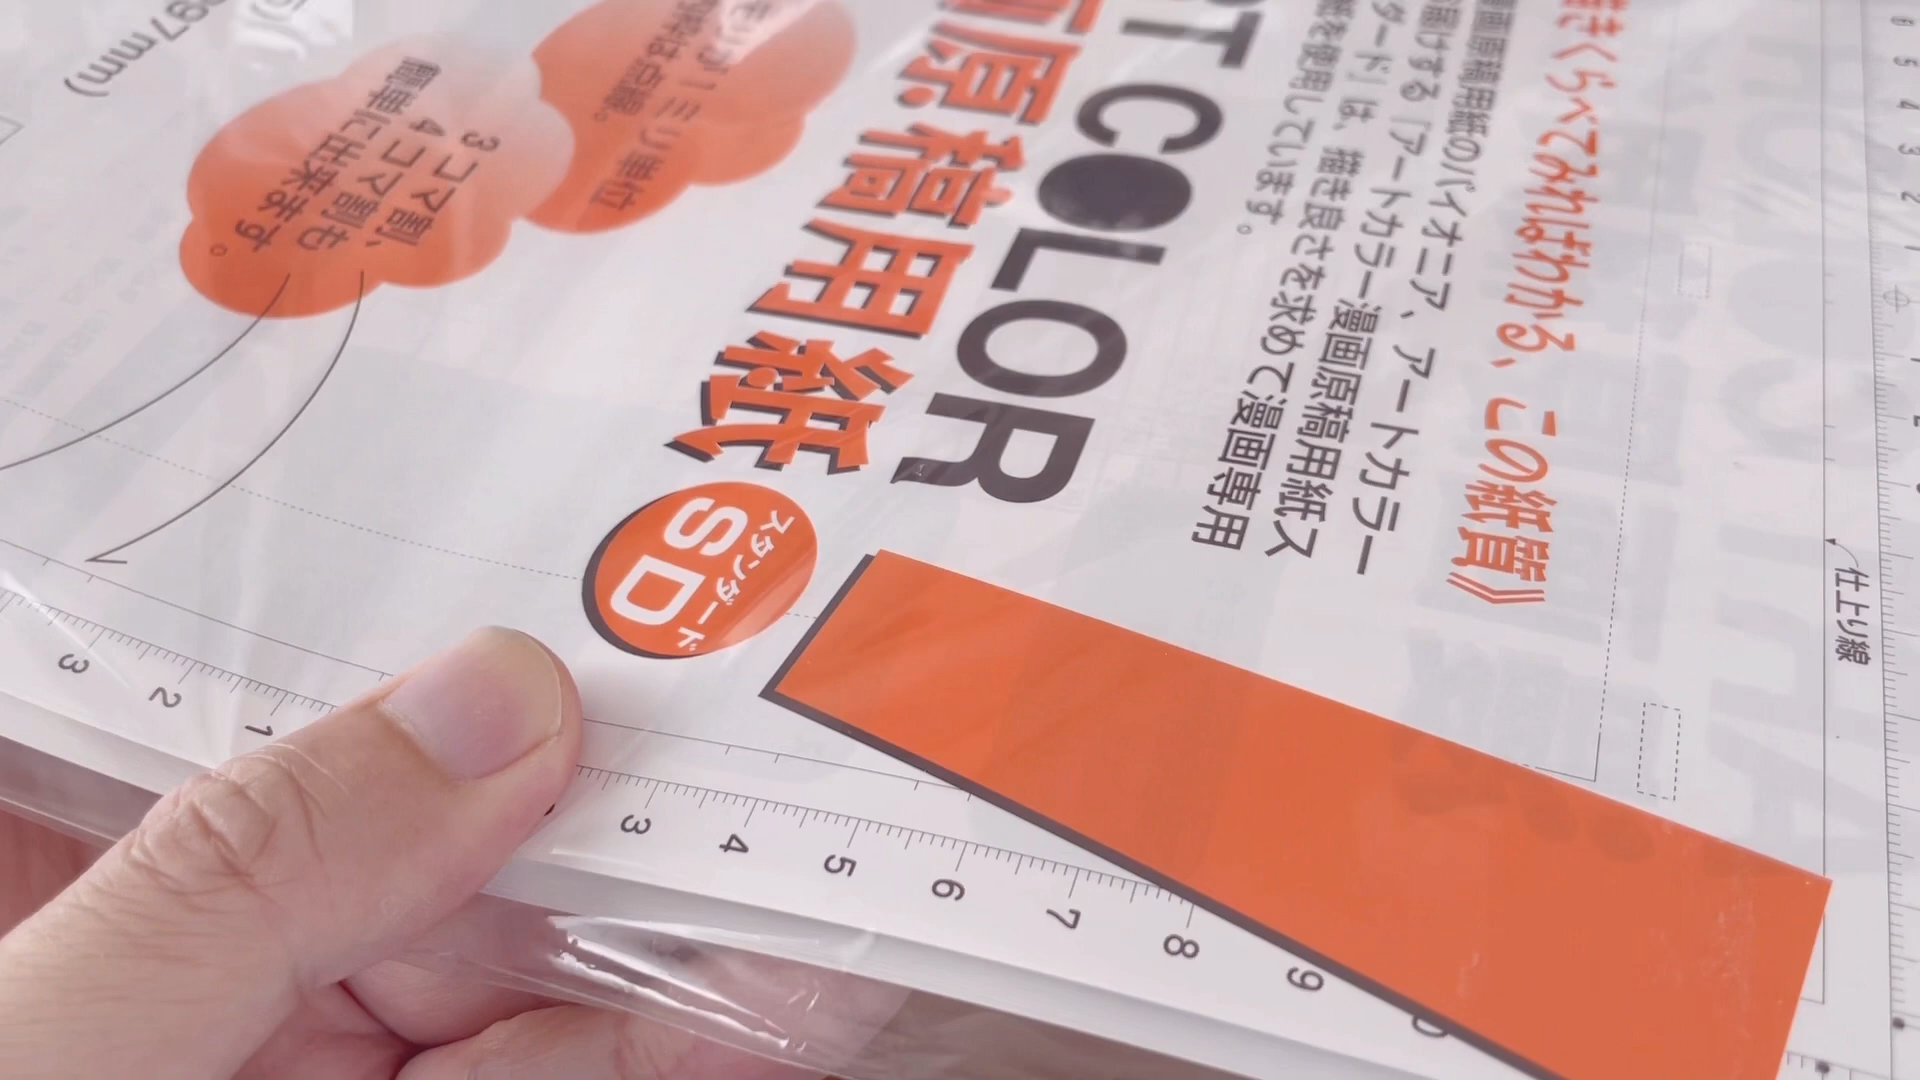 描きくらべてみればわかる、この紙質》
漫画原稿用紙のパイオニア、アートカラー
お届けする「アートカラー漫画原稿用紙ス
ダード」は、描き良さを求めて漫画専用
紙を使用しています。
T COLOR
画原稿用紙
スタンダード
SD
ミリ単位
は点線。
3コマ割、
4コマ割も
簡単に出来ます。
297mm)
仕上り線
3 2 1
3 4 5 6 7 8 9
6 5 4 3 2 1